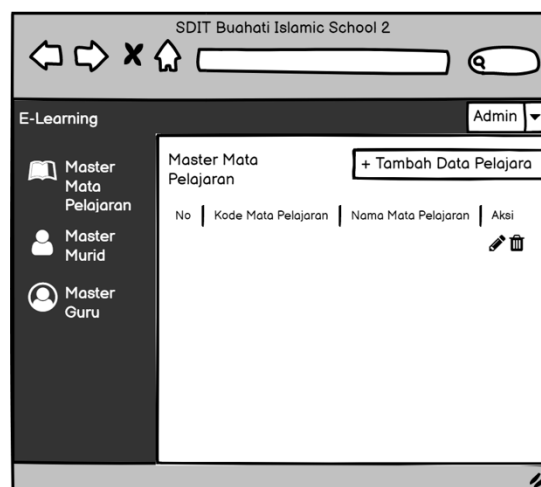 SDIT Buahati Islamic School 2
E-Learning
Admin
Master
Mata
Pelajaran
Master
Murid
Master
Guru
Master Mata
Pelajaran
+ Tambah Data Pelajara
No Kode Mata Pelajaran Nama Mata Pelajaran Aksi